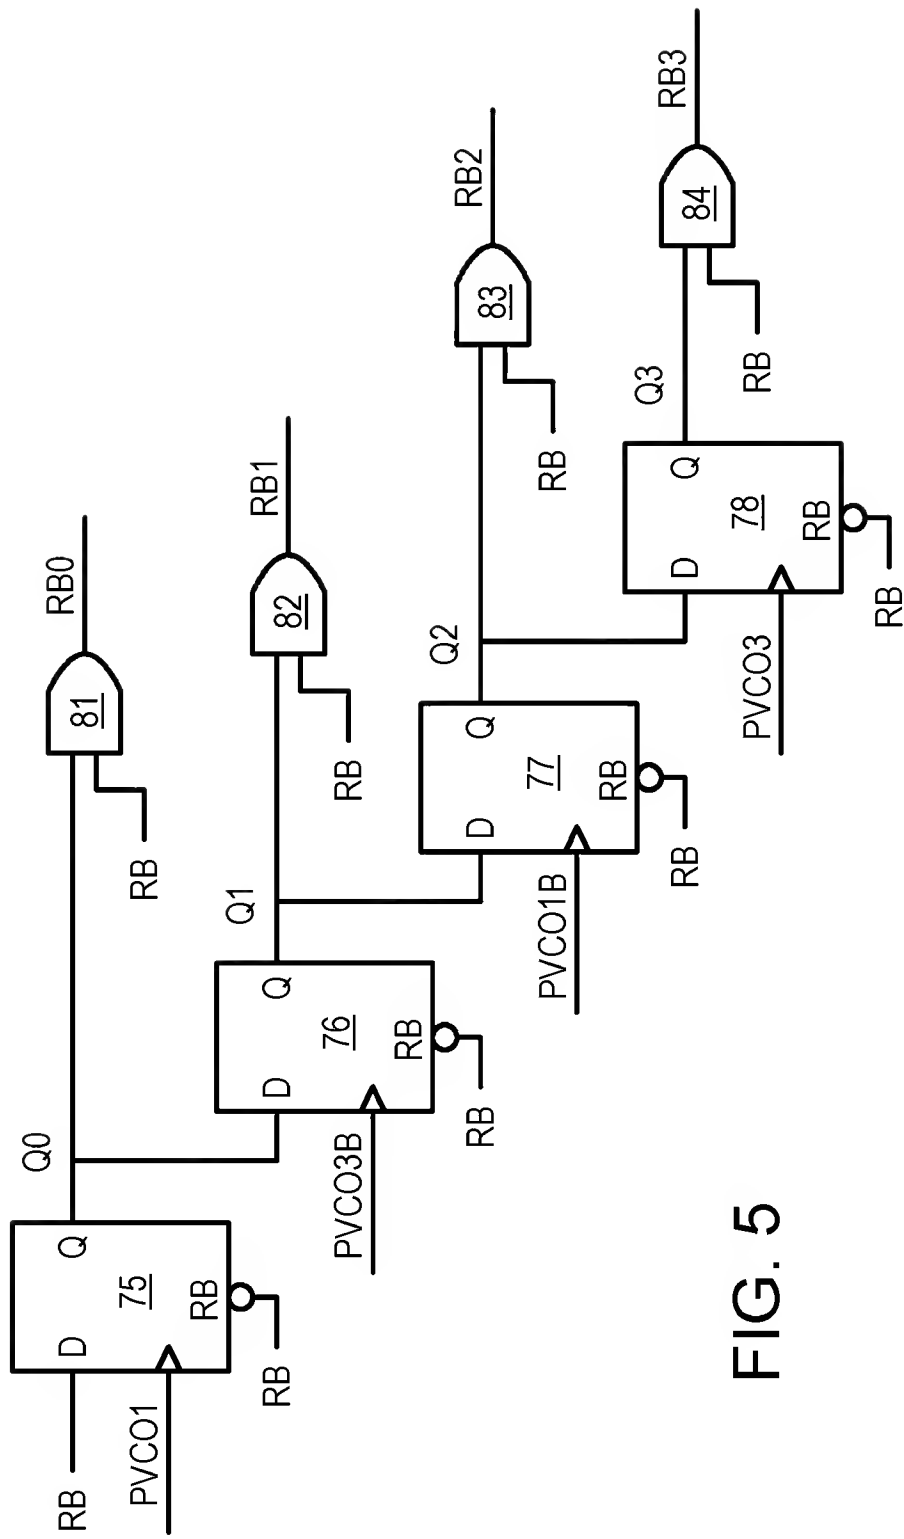 RB
PVCO1
D
Q
75
RB
RB
Q0
RB
81
RB0
PVCO3B
D
Q
76
RB
RB
Q1
RB
82
RB1
PVCO1B
D
Q
77
RB
RB
Q2
RB
83
RB2
PVCO3
D
Q
78
RB
RB
Q3
RB
84
RB3
FIG. 5